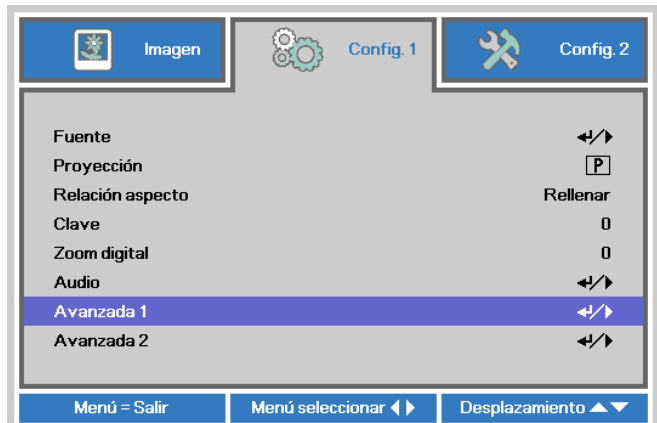 Imagen Config. 1 Config. 2
Fuente
Proyección P
Relación aspecto Rellenar
Clave 0
Zoom digital 0
Audio
Avanzada 1
Avanzada 2
Menú = Salir Menú seleccionar Desplazamiento